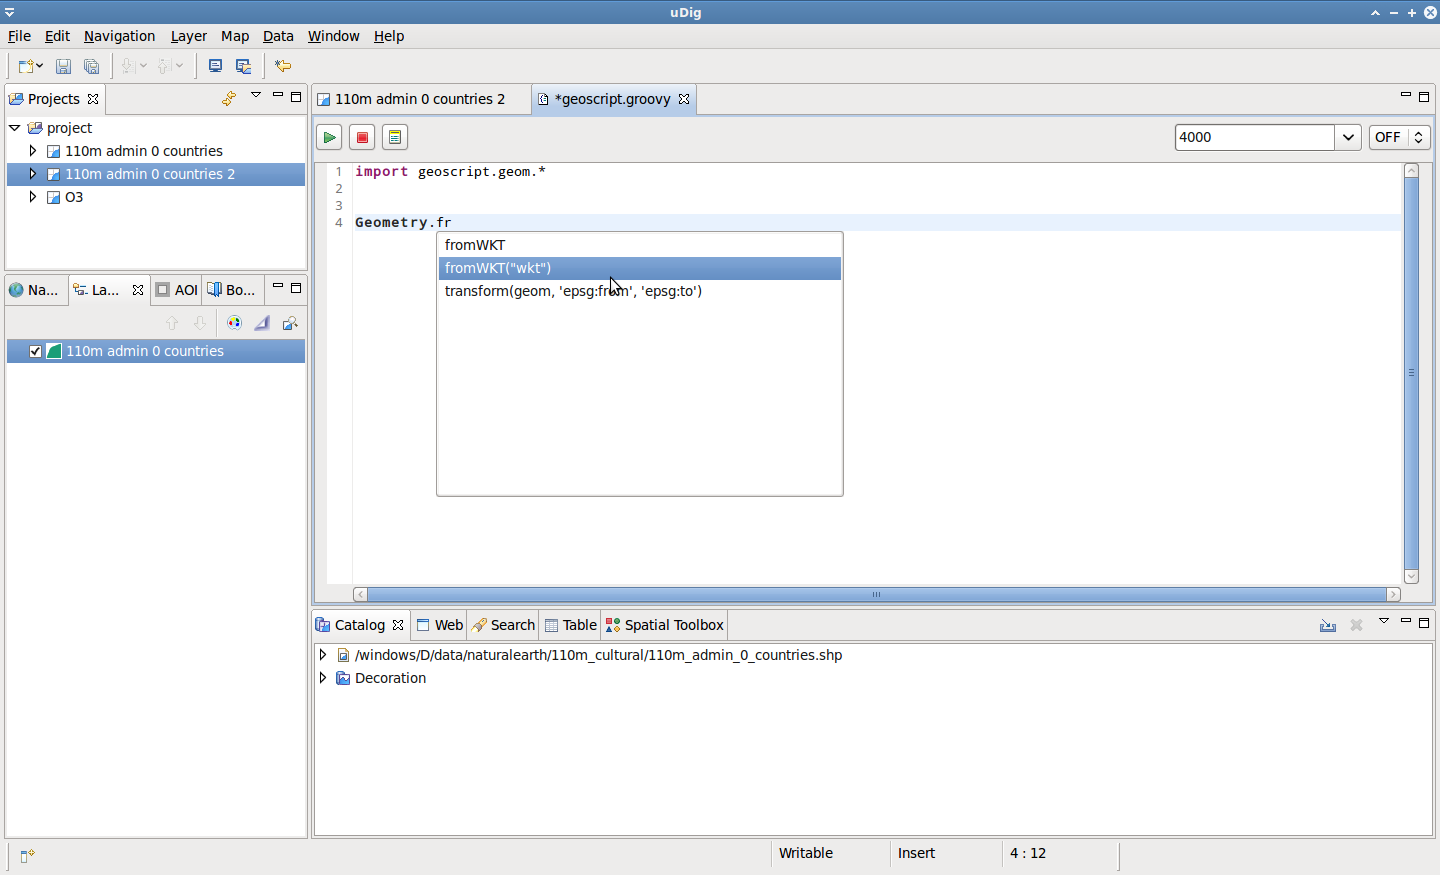 uDig
File Edit Navigation Layer Map Data Window Help
Projects
project
110m admin 0 countries
110m admin 0 countries 2
O3
Na... La... AOI Bo...
110m admin 0 countries
110m admin 0 countries 2 *geoscript.groovy
4000 OFF
1 import geoscript.geom.*
2
3
4 Geometry.fr
fromWKT
fromWKT("wkt")
transform(geom, 'epsg:from', 'epsg:to')
Catalog Web Search Table Spatial Toolbox
/windows/D/data/naturalearth/110m_cultural/110m_admin_0_countries.shp
Decoration
Writable Insert 4 : 12